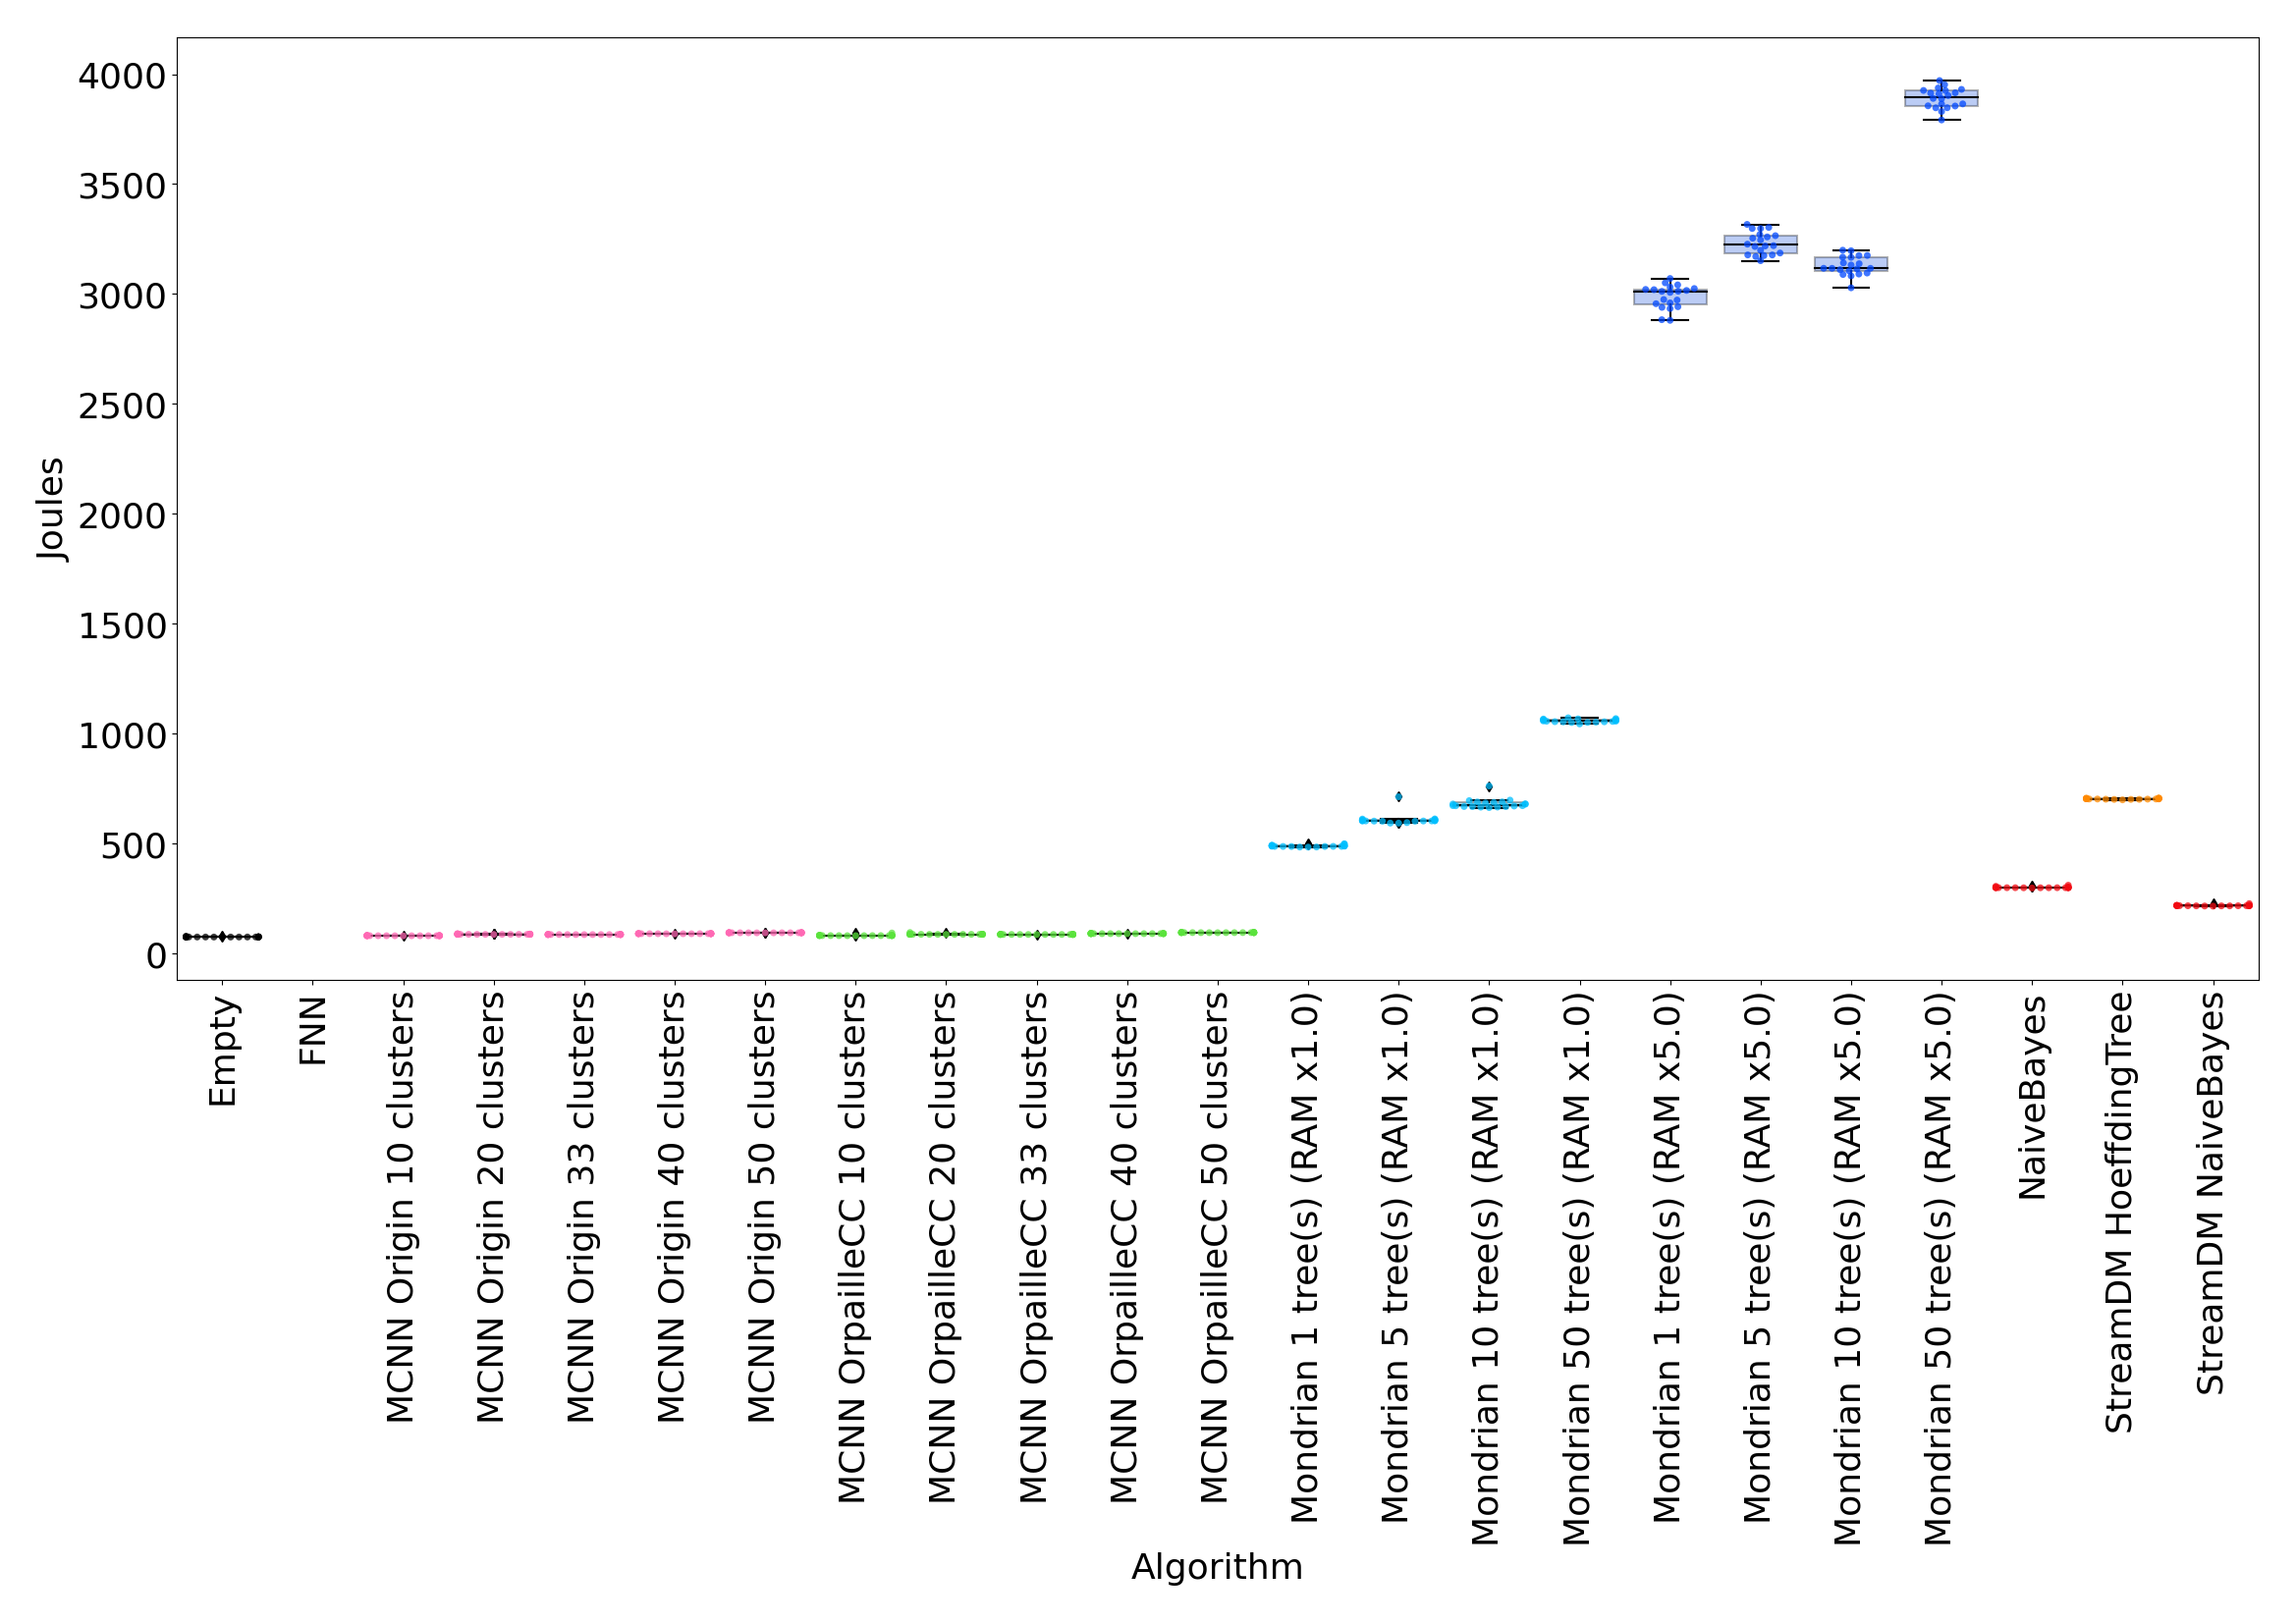 4000
3500
3000
2500
2000
1500
1000
500
0
Joules
Empty
FNN
MCNN Origin 10 clusters
MCNN Origin 20 clusters
MCNN Origin 33 clusters
MCNN Origin 40 clusters
MCNN Origin 50 clusters
MCNN OrpailleCC 10 clusters
MCNN OrpailleCC 20 clusters
MCNN OrpailleCC 33 clusters
MCNN OrpailleCC 40 clusters
MCNN OrpailleCC 50 clusters
Mondrian 1 tree(s) (RAM x1.0)
Mondrian 5 tree(s) (RAM x1.0)
Mondrian 10 tree(s) (RAM x1.0)
Mondrian 50 tree(s) (RAM x1.0)
Mondrian 1 tree(s) (RAM x5.0)
Mondrian 5 tree(s) (RAM x5.0)
Mondrian 10 tree(s) (RAM x5.0)
Mondrian 50 tree(s) (RAM x5.0)
NaiveBayes
StreamDM HoeffdingTree
StreamDM NaiveBayes
Algorithm